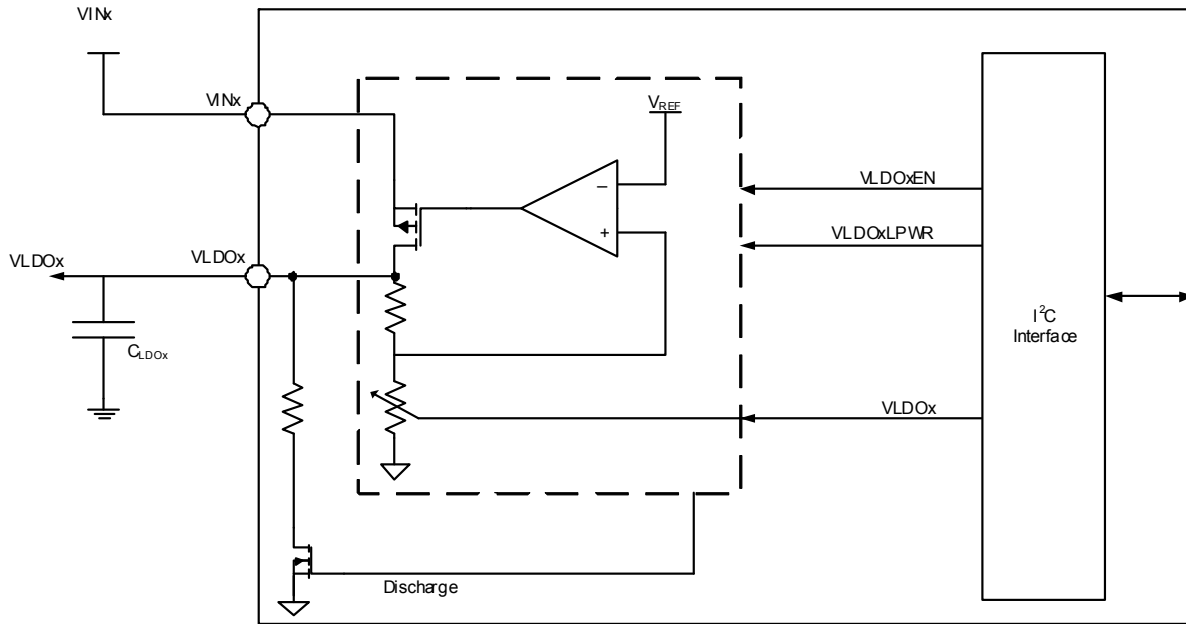 VINx
VINx
VREF
−
+
VLDOxEN
VLDOxLPWR
VLDOx
VLDOx
CLDOx
I²C
Interface
VLDOx
Discharge